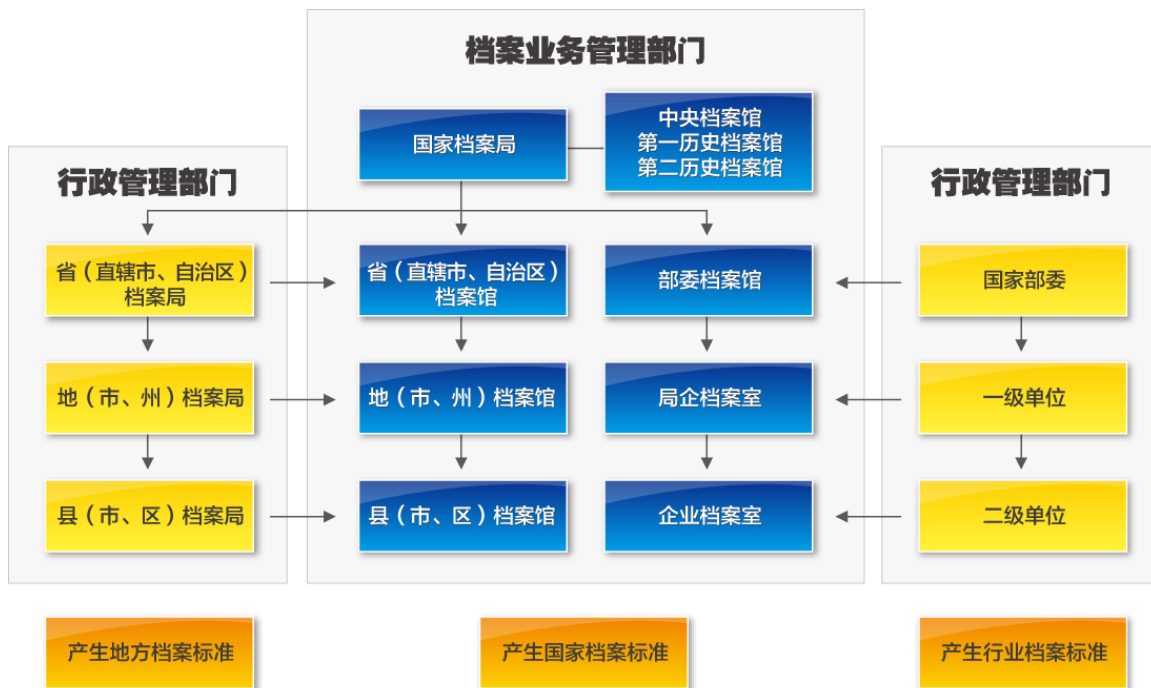 档案业务管理部门
国家档案局
中央档案馆
第一历史档案馆
第二历史档案馆
行政管理部门
行政管理部门
省（直辖市、自治区）
档案局
省（直辖市、自治区）
档案馆
部委档案馆
国家部委
地（市、州）档案局
地（市、州）档案馆
局企档案室
一级单位
县（市、区）档案局
县（市、区）档案馆
企业档案室
二级单位
产生地方档案标准
产生国家档案标准
产生行业档案标准